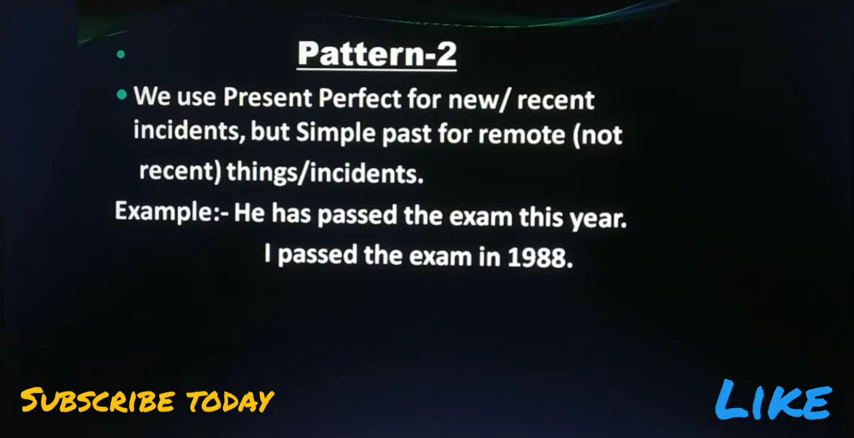 Pattern-2
We use Present Perfect for new/ recent
incidents, but Simple past for remote (not
recent) things/incidents.
Example:- He has passed the exam this year.
I passed the exam in 1988.
SUBSCRIBE TODAY
LIKE